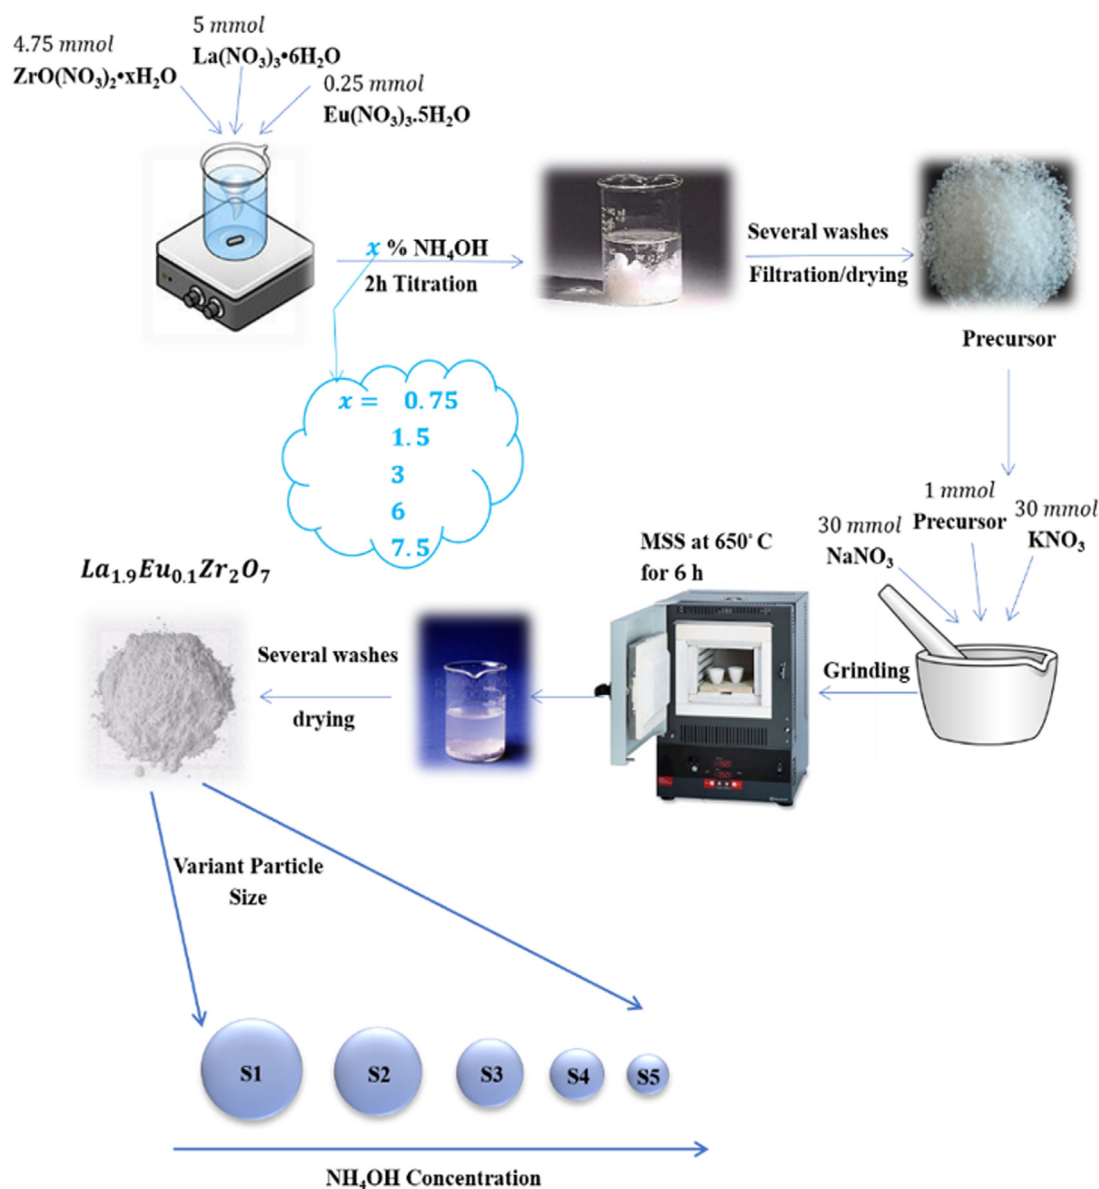 4.75 mmol
ZrO(NO₃)₂•xH₂O
5 mmol
La(NO₃)₃•6H₂O
0.25 mmol
Eu(NO₃)₃.5H₂O
x % NH₄OH
2h Titration
Several washes
Filtration/drying
Precursor
x = 0.75
1.5
3
6
7.5
30 mmol
NaNO₃
1 mmol
Precursor
30 mmol
KNO₃
Grinding
MSS at 650°C
for 6 h
Several washes
drying
La₁.₉Eu₀.₁Zr₂O₇
Variant Particle
Size
S1
S2
S3
S4
S5
NH₄OH Concentration